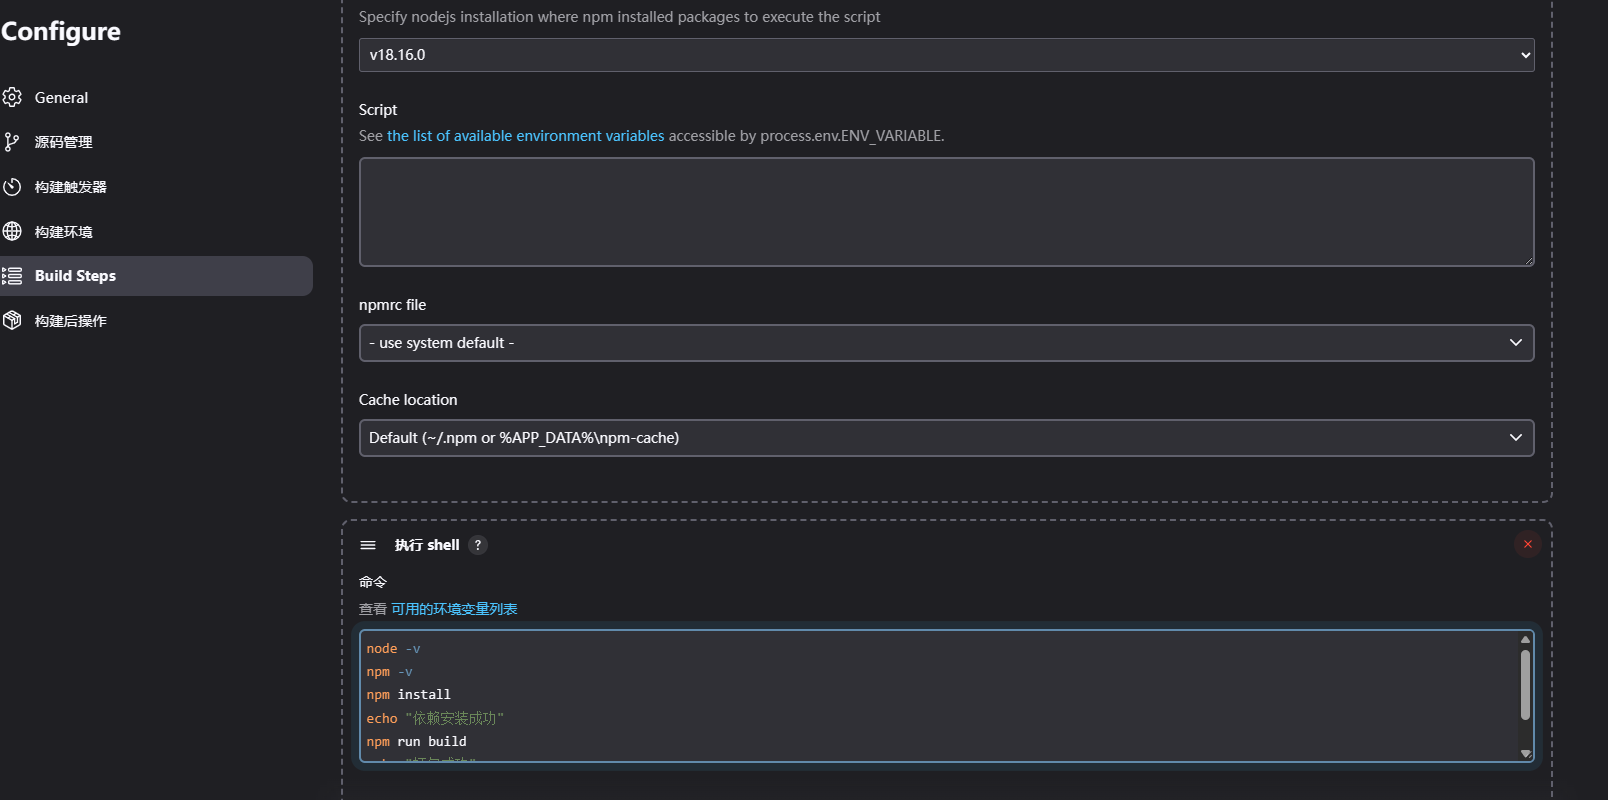 Configure
General
源码管理
构建触发器
构建环境
Build Steps
构建后操作
Specify nodejs installation where npm installed packages to execute the script
v18.16.0
Script
See the list of available environment variables accessible by process.env.ENV_VARIABLE.
npmrc file
- use system default -
Cache location
Default (~/.npm or %APP_DATA%\npm-cache)
执行 shell ?
命令
查看 可用的环境变量列表
node -v
npm -v
npm install
echo "依赖安装成功"
npm run build